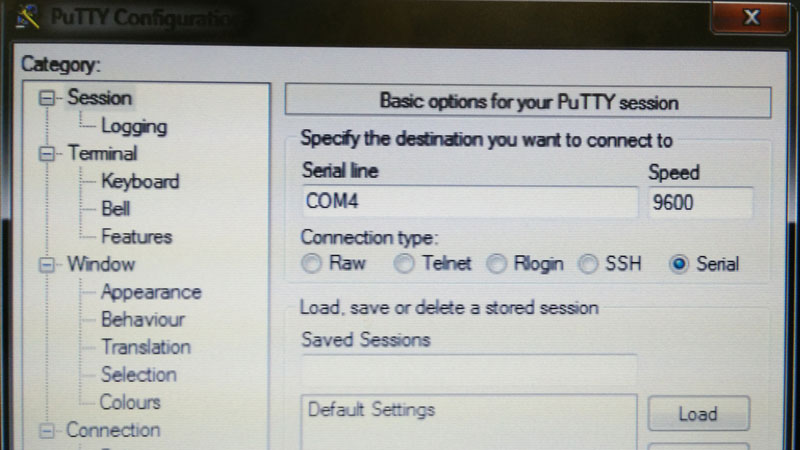 PuTTY Configuration
Category:
Session
Logging
Terminal
Keyboard
Bell
Features
Window
Appearance
Behaviour
Translation
Selection
Colours
Connection
Basic options for your PuTTY session
Specify the destination you want to connect to
Serial line Speed
COM4 9600
Connection type:
Raw Telnet Rlogin SSH Serial
Load, save or delete a stored session
Saved Sessions
Default Settings
Load